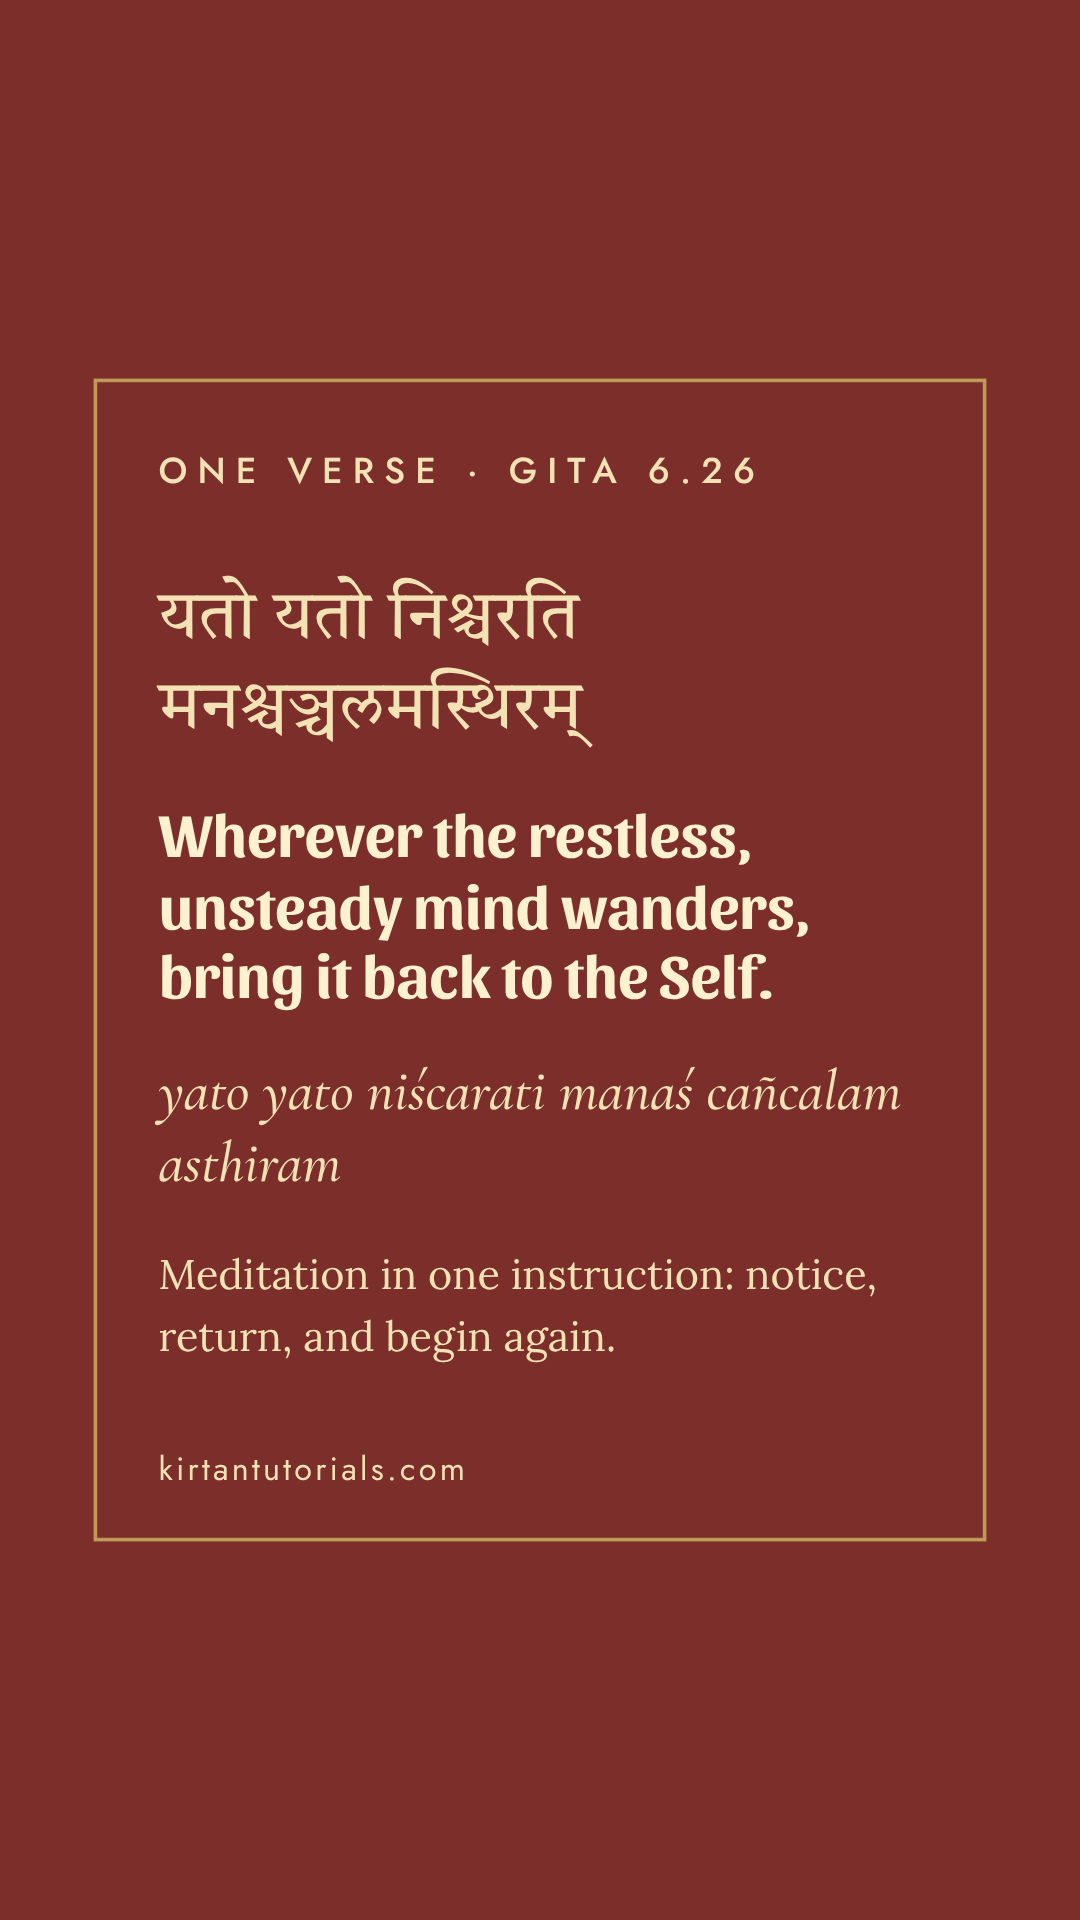 ONE VERSE · GITA 6.26
यतो यतो निश्चरति
मनश्चञ्चलमस्थिरम्
Wherever the restless,
unsteady mind wanders,
bring it back to the Self.
yato yato niścarati manaś cañcalam
asthiram
Meditation in one instruction: notice,
return, and begin again.
kirtantutorials.com